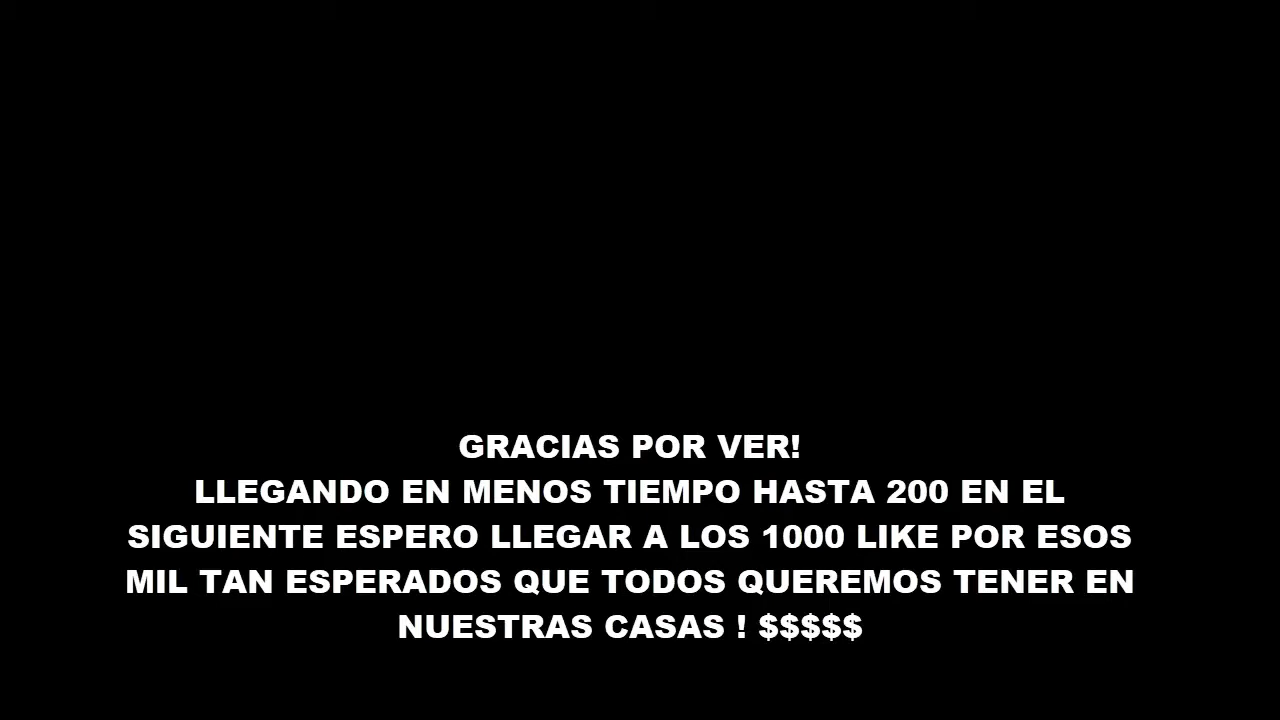 GRACIAS POR VER!
LLEGANDO EN MENOS TIEMPO HASTA 200 EN EL
SIGUIENTE ESPERO LLEGAR A LOS 1000 LIKE POR ESOS
MIL TAN ESPERADOS QUE TODOS QUEREMOS TENER EN
NUESTRAS CASAS ! $$$$$